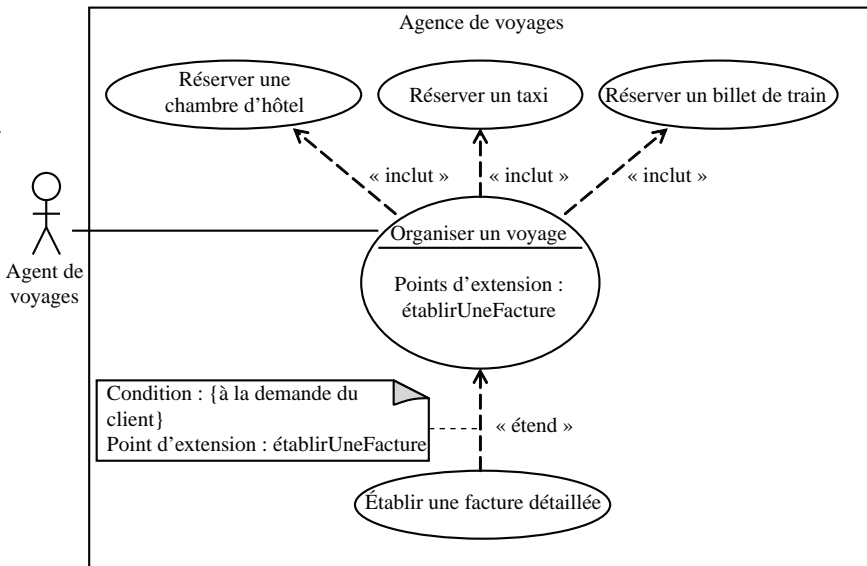 Agence de voyages
Réserver une
chambre d’hôtel
Réserver un taxi
Réserver un billet de train
« inclut »
« inclut »
« inclut »
Organiser un voyage
Agent de
voyages
Points d’extension :
établirUneFacture
Condition : {à la demande du
client}
Point d’extension : établirUneFacture
« étend »
Établir une facture détaillée